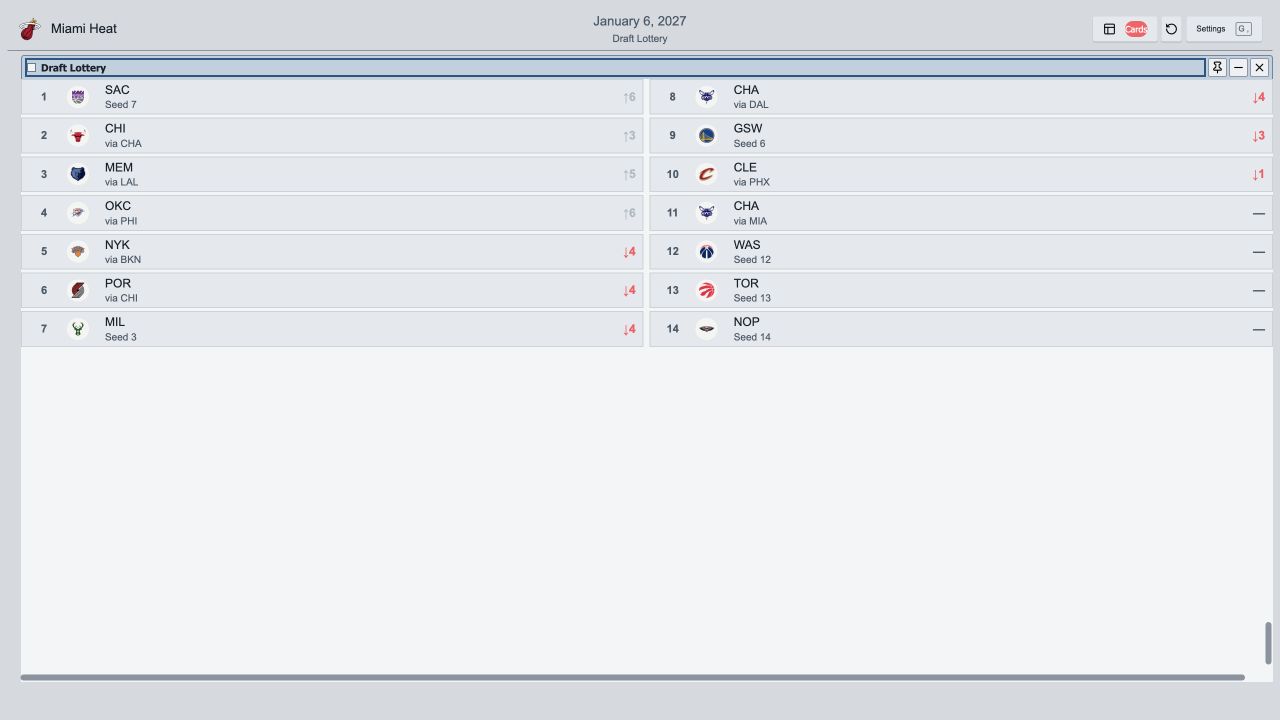 Miami Heat
January 6, 2027
Draft Lottery
Cards
Settings
G ,
Draft Lottery
1
SAC
Seed 7
↑6
2
CHI
via CHA
↑3
3
MEM
via LAL
↑5
4
OKC
via PHI
↑6
5
NYK
via BKN
↓4
6
POR
via CHI
↓4
7
MIL
Seed 3
↓4
8
CHA
via DAL
↓4
9
GSW
Seed 6
↓3
10
CLE
via PHX
↓1
11
CHA
via MIA
—
12
WAS
Seed 12
—
13
TOR
Seed 13
—
14
NOP
Seed 14
—